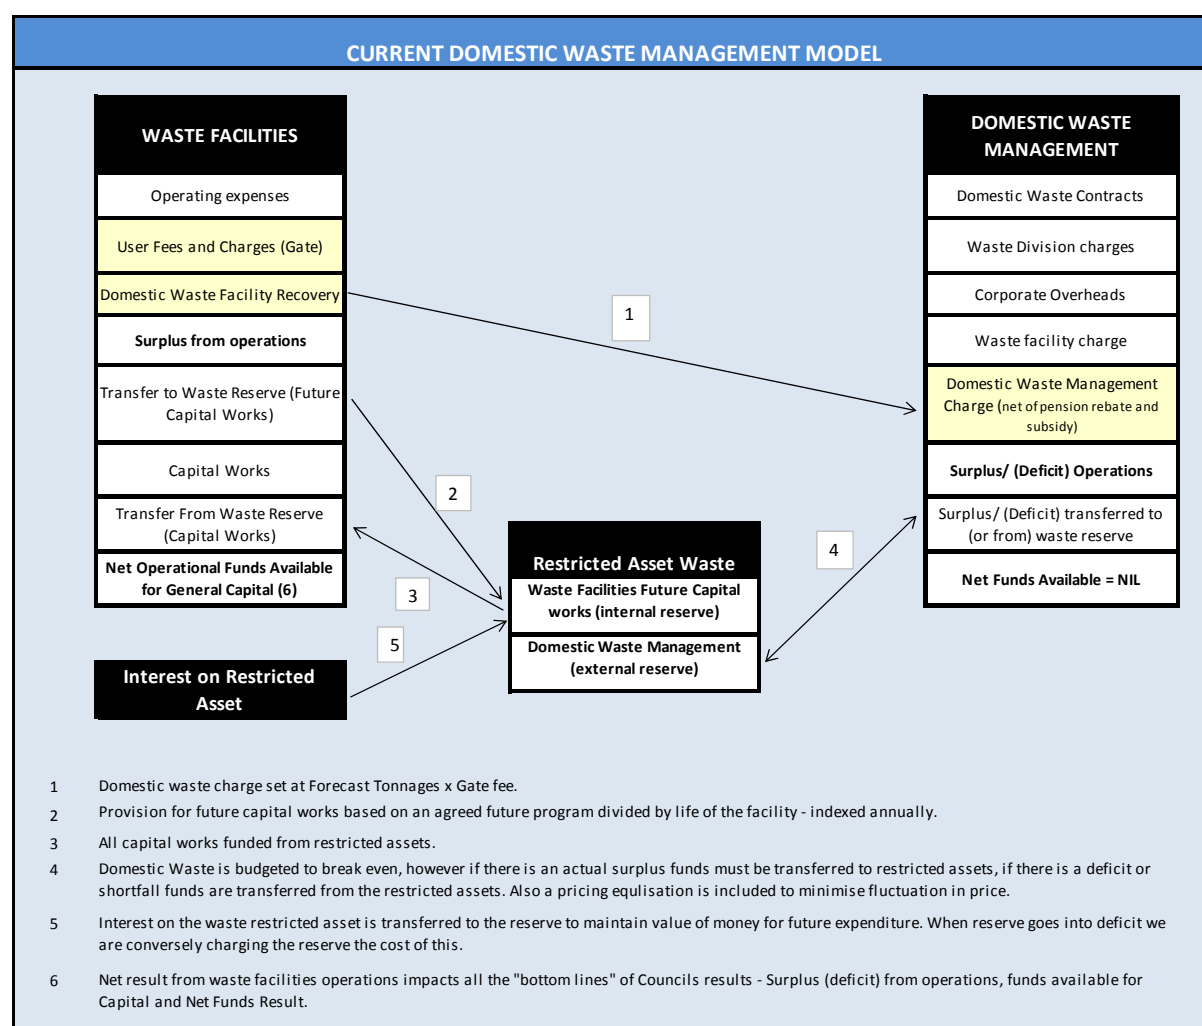 CURRENT DOMESTIC WASTE MANAGEMENT MODEL
WASTE FACILITIES
Operating expenses
User Fees and Charges (Gate)
Domestic Waste Facility Recovery
Surplus from operations
Transfer to Waste Reserve (Future
Capital Works)
Capital Works
Transfer From Waste Reserve
(Capital Works)
Net Operational Funds Available
for General Capital (6)
Interest on Restricted
Asset
1
2
3
4
5
Restricted Asset Waste
Waste Facilities Future Capital
works (internal reserve)
Domestic Waste Management
(external reserve)
DOMESTIC WASTE
MANAGEMENT
Domestic Waste Contracts
Waste Division charges
Corporate Overheads
Waste facility charge
Domestic Waste Management
Charge (net of pension rebate and
subsidy)
Surplus/ (Deficit) Operations
Surplus/ (Deficit) transferred to
(or from) waste reserve
Net Funds Available = NIL
1 Domestic waste charge set at Forecast Tonnages x Gate fee.
2 Provision for future capital works based on an agreed future program divided by life of the facility - indexed annually.
3 All capital works funded from restricted assets.
4 Domestic Waste is budgeted to break even, however if there is an actual surplus funds must be transferred to restricted assets, if there is a deficit or
shortfall funds are transferred from the restricted assets. Also a pricing equlisation is included to minimise fluctuation in price.
5 Interest on the waste restricted asset is transferred to the reserve to maintain value of money for future expenditure. When reserve goes into deficit we
are conversely charging the reserve the cost of this.
6 Net result from waste facilities operations impacts all the "bottom lines" of Councils results - Surplus (deficit) from operations, funds available for
Capital and Net Funds Result.